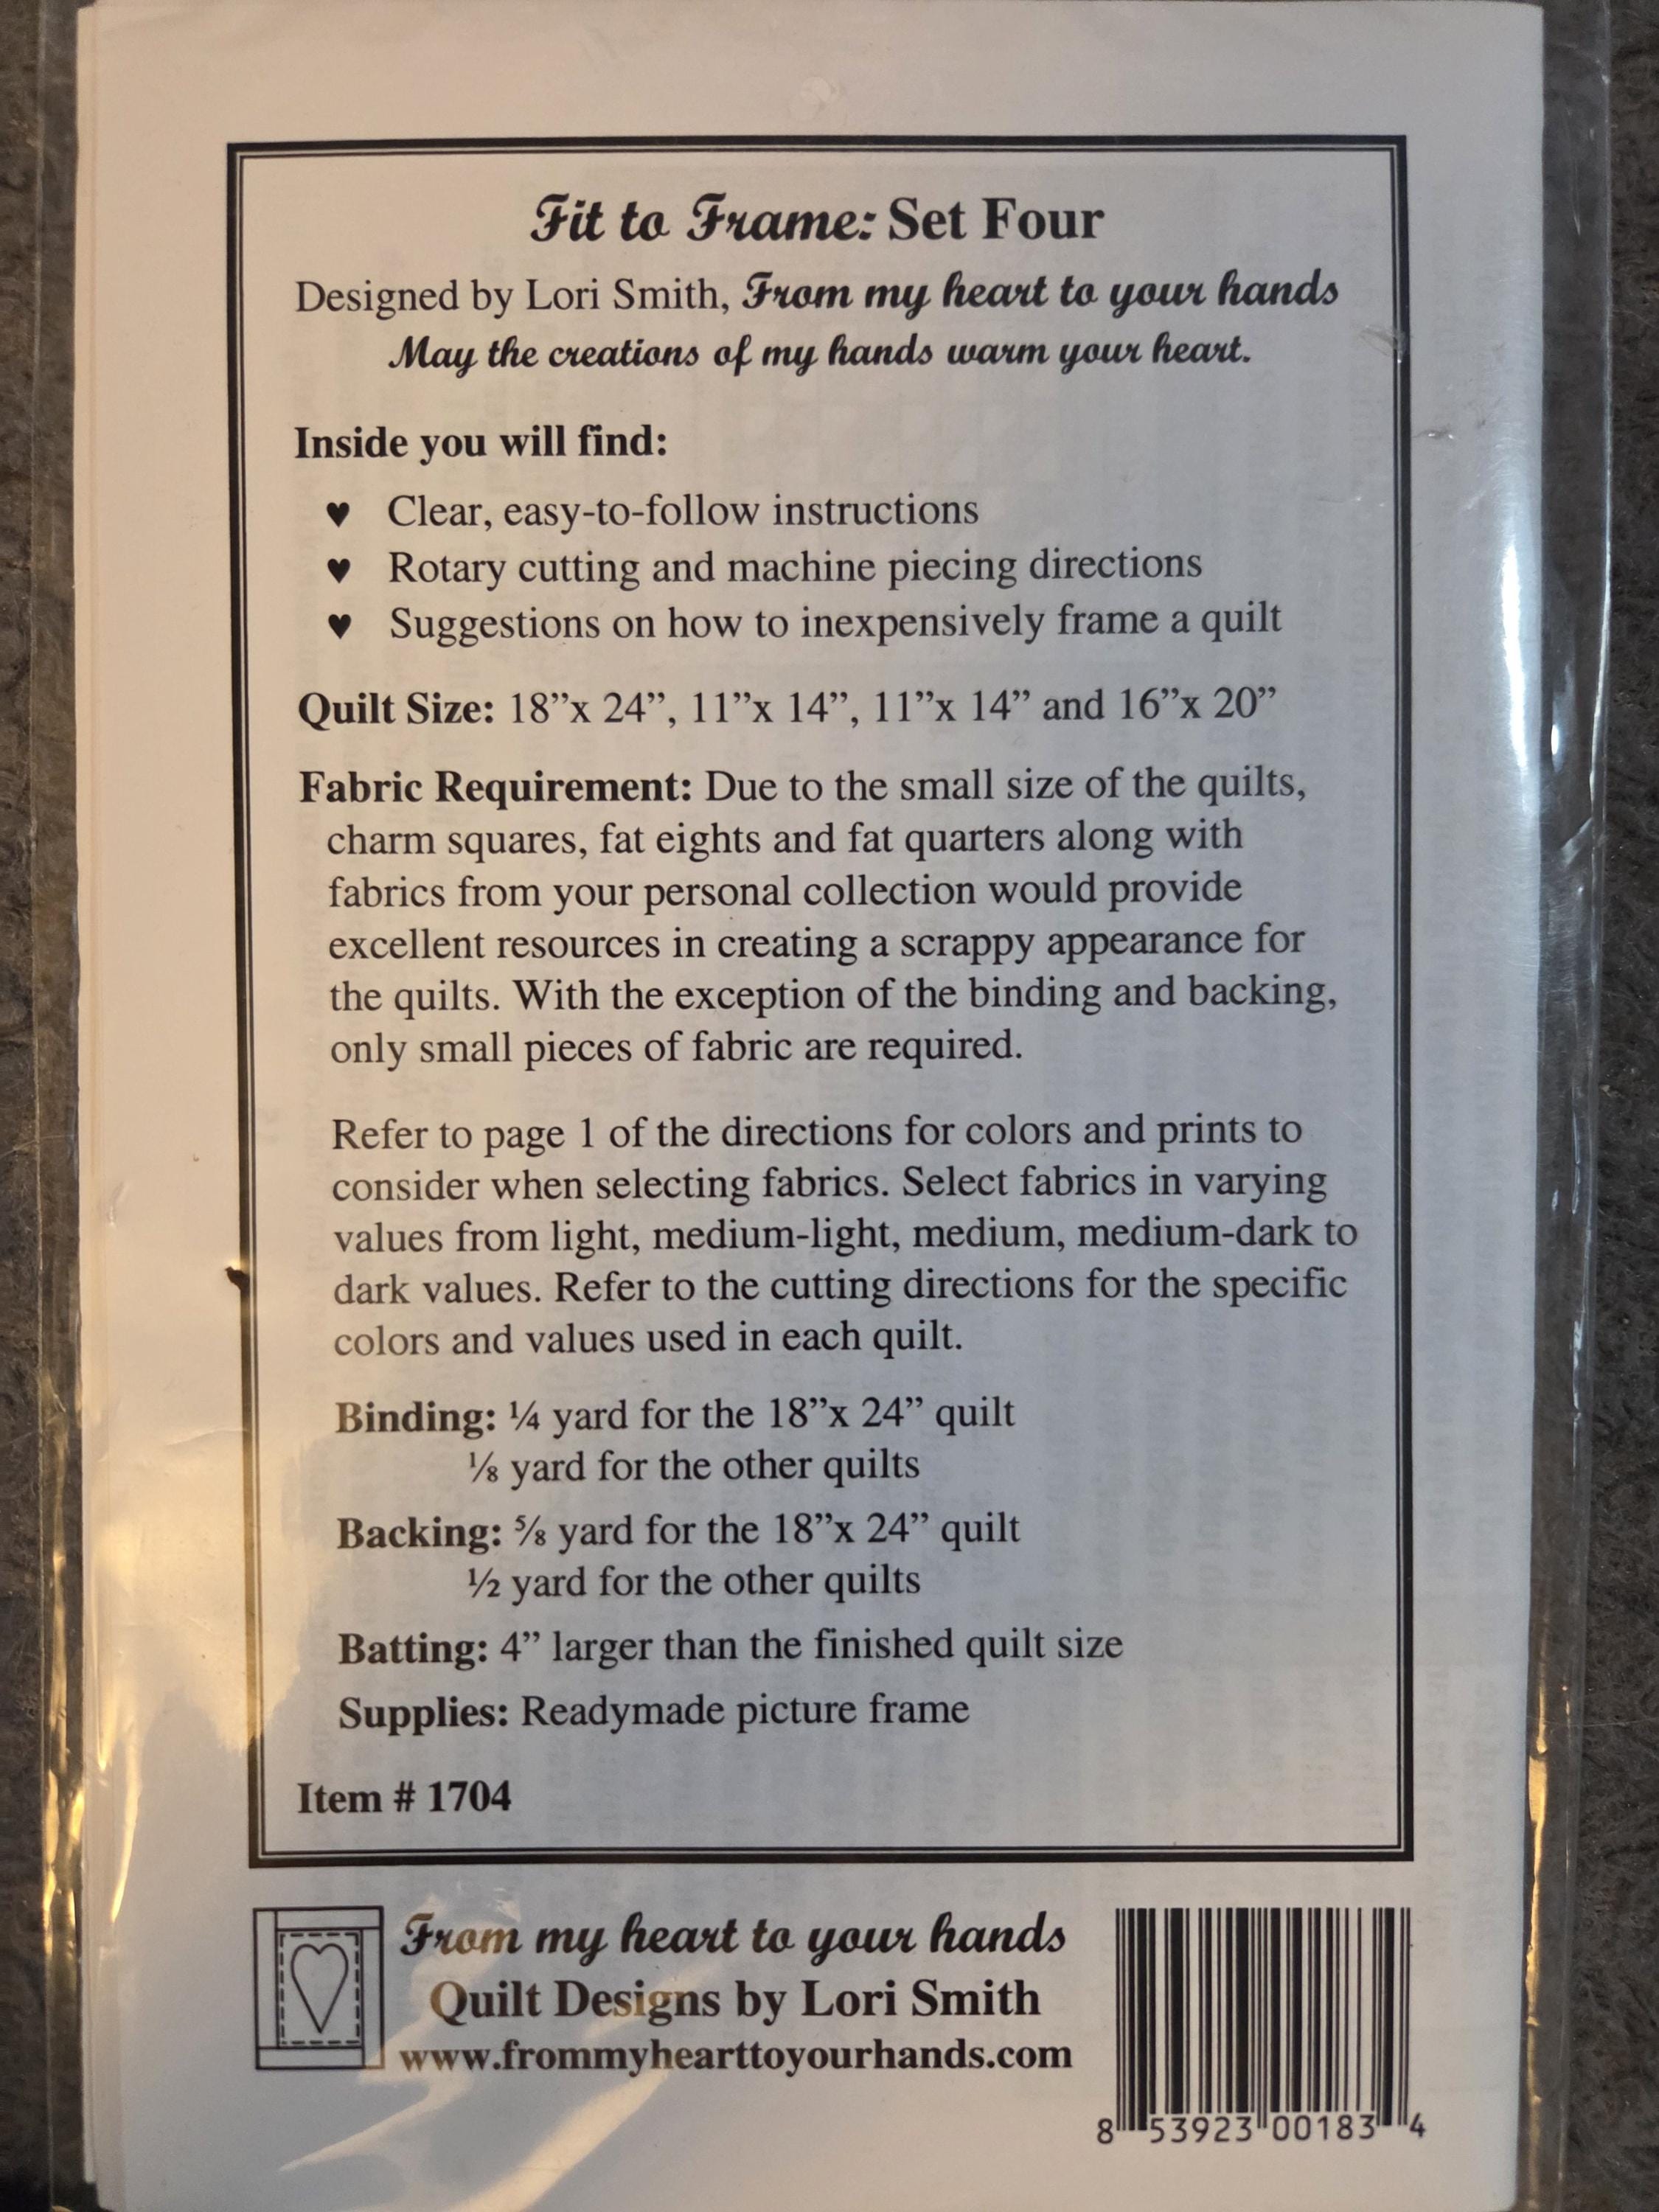 Fit to Frame: Set Four
Designed by Lori Smith, From my heart to your hands
May the creations of my hands warm your heart.
Inside you will find:
♥ Clear, easy-to-follow instructions
♥ Rotary cutting and machine piecing directions
♥ Suggestions on how to inexpensively frame a quilt
Quilt Size: 18”x 24”, 11”x 14”, 11”x 14” and 16”x 20”
Fabric Requirement: Due to the small size of the quilts,
charm squares, fat eights and fat quarters along with
fabrics from your personal collection would provide
excellent resources in creating a scrappy appearance for
the quilts. With the exception of the binding and backing,
only small pieces of fabric are required.
Refer to page 1 of the directions for colors and prints to
consider when selecting fabrics. Select fabrics in varying
values from light, medium-light, medium, medium-dark to
dark values. Refer to the cutting directions for the specific
colors and values used in each quilt.
Binding: ¼ yard for the 18”x 24” quilt
⅛ yard for the other quilts
Backing: ⅝ yard for the 18”x 24” quilt
½ yard for the other quilts
Batting: 4” larger than the finished quilt size
Supplies: Readymade picture frame
Item # 1704
From my heart to your hands
Quilt Designs by Lori Smith
www.frommyhearttoyourhands.com
8 53923 00183 4